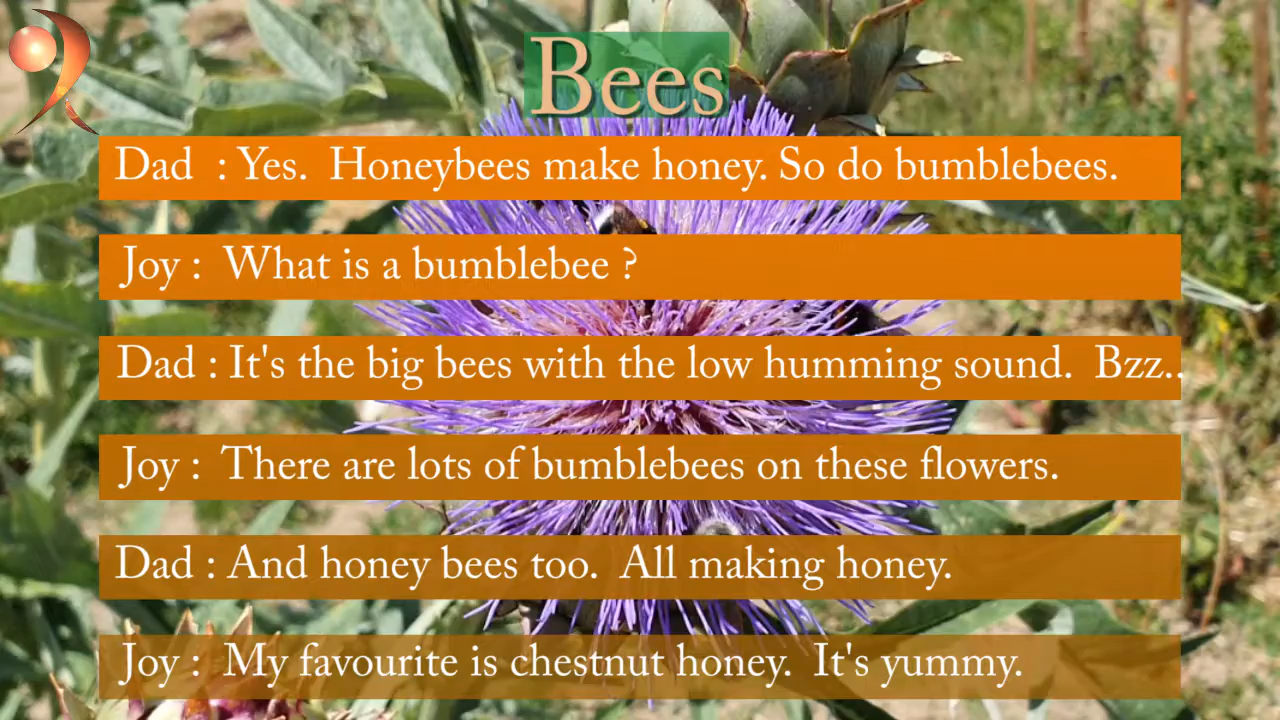 Bees
Dad : Yes. Honeybees make honey. So do bumblebees.
Joy : What is a bumblebee ?
Dad : It's the big bees with the low humming sound. Bzz..
Joy : There are lots of bumblebees on these flowers.
Dad : And honey bees too. All making honey.
Joy : My favourite is chestnut honey. It's yummy.